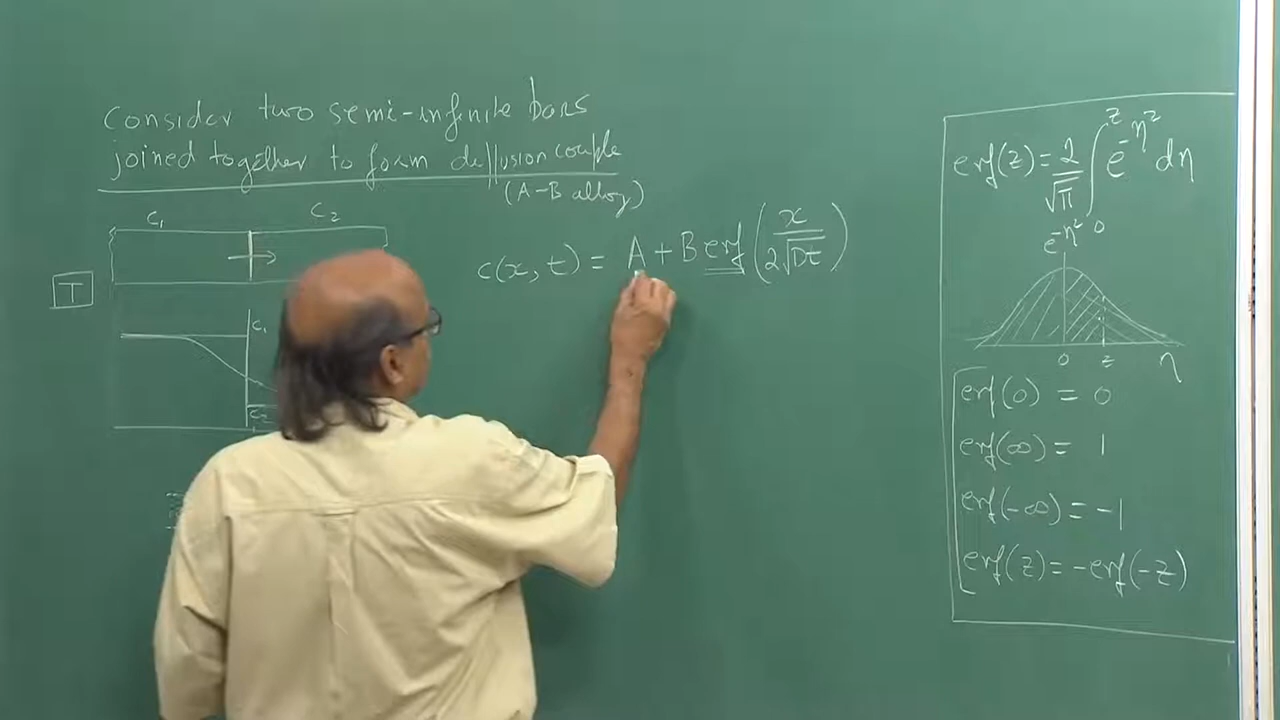 Consider two semi-infinite bars
joined together to form diffusion couple
(A-B alloy)
C₁ C₂
T
C₁
C₂
c(x, t) = A + B erf(x / 2√Dt)
erf(z) = 2/√π ∫₀ᶻ e^-η² dη
e^-η²
0 z η
erf(0) = 0
erf(∞) = 1
erf(-∞) = -1
erf(z) = -erf(-z)